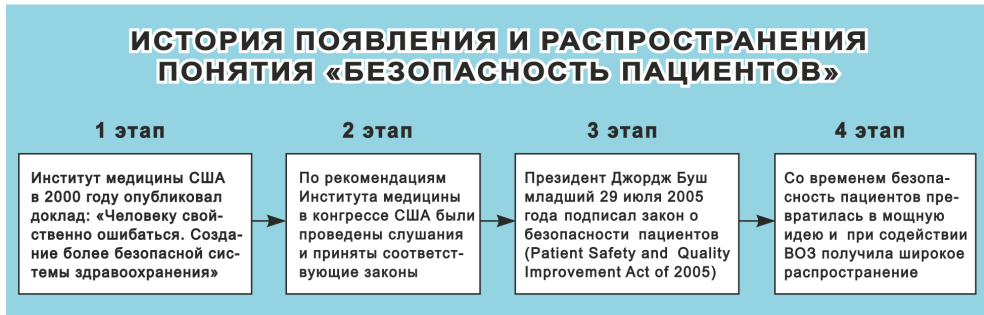 ИСТОРИЯ ПОЯВЛЕНИЯ И РАСПРОСТРАНЕНИЯ
ПОНЯТИЯ «БЕЗОПАСНОСТЬ ПАЦИЕНТОВ»
1 этап
Институт медицины США
в 2000 году опубликовал
доклад: «Человеку свой-
ственно ошибаться. Созда-
ние более безопасной сис-
темы здравоохранения»
2 этап
По рекомендациям
Института медицины
в конгрессе США были
проведены слушания
и приняты соответст-
вующие законы
3 этап
Президент Джордж Буш
младший 29 июля 2005
года подписал закон о
безопасности пациентов
(Patient Safety and Quality
Improvement Act of 2005)
4 этап
Со временем безопа-
сность пациентов пре-
вратилась в мощную
идею и при содействии
ВОЗ получила широкое
распространение